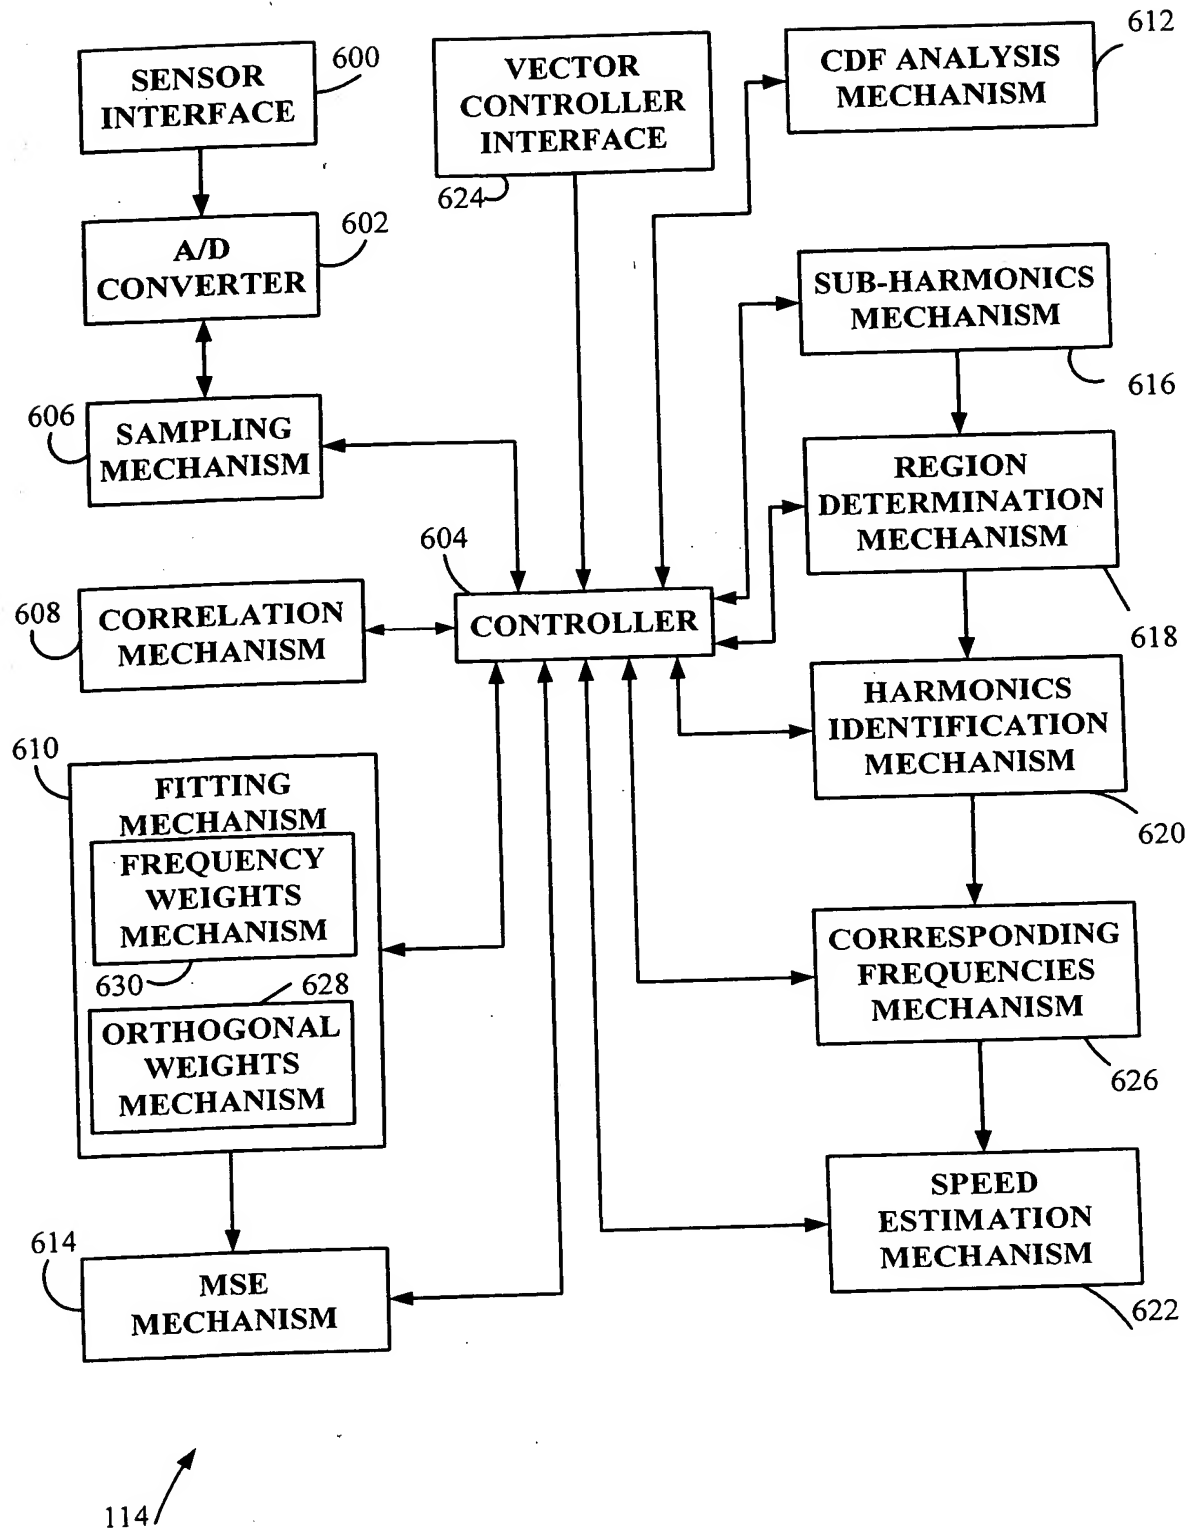 SENSOR
INTERFACE
600
VECTOR
CONTROLLER
INTERFACE
624
CDF ANALYSIS
MECHANISM
612
A/D
CONVERTER
602
SUB-HARMONICS
MECHANISM
616
606
SAMPLING
MECHANISM
REGION
DETERMINATION
MECHANISM
618
604
CONTROLLER
608
CORRELATION
MECHANISM
HARMONICS
IDENTIFICATION
MECHANISM
620
610
FITTING
MECHANISM
FREQUENCY
WEIGHTS
MECHANISM
630
628
ORTHOGONAL
WEIGHTS
MECHANISM
CORRESPONDING
FREQUENCIES
MECHANISM
626
SPEED
ESTIMATION
MECHANISM
622
614
MSE
MECHANISM
114